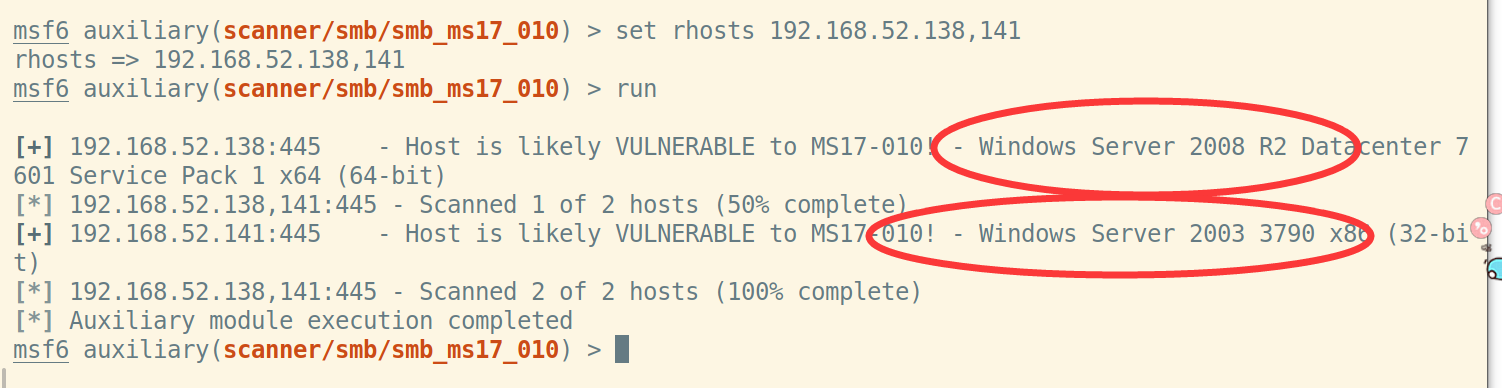 msf6 auxiliary(scanner/smb/smb_ms17_010) > set rhosts 192.168.52.138,141
rhosts => 192.168.52.138,141
msf6 auxiliary(scanner/smb/smb_ms17_010) > run
[+] 192.168.52.138:445    - Host is likely VULNERABLE to MS17-010! - Windows Server 2008 R2 Datacenter 7
601 Service Pack 1 x64 (64-bit)
[*] 192.168.52.138,141:445 - Scanned 1 of 2 hosts (50% complete)
[+] 192.168.52.141:445    - Host is likely VULNERABLE to MS17-010! - Windows Server 2003 3790 x86 (32-bi
t)
[*] 192.168.52.138,141:445 - Scanned 2 of 2 hosts (100% complete)
[*] Auxiliary module execution completed
msf6 auxiliary(scanner/smb/smb_ms17_010) >